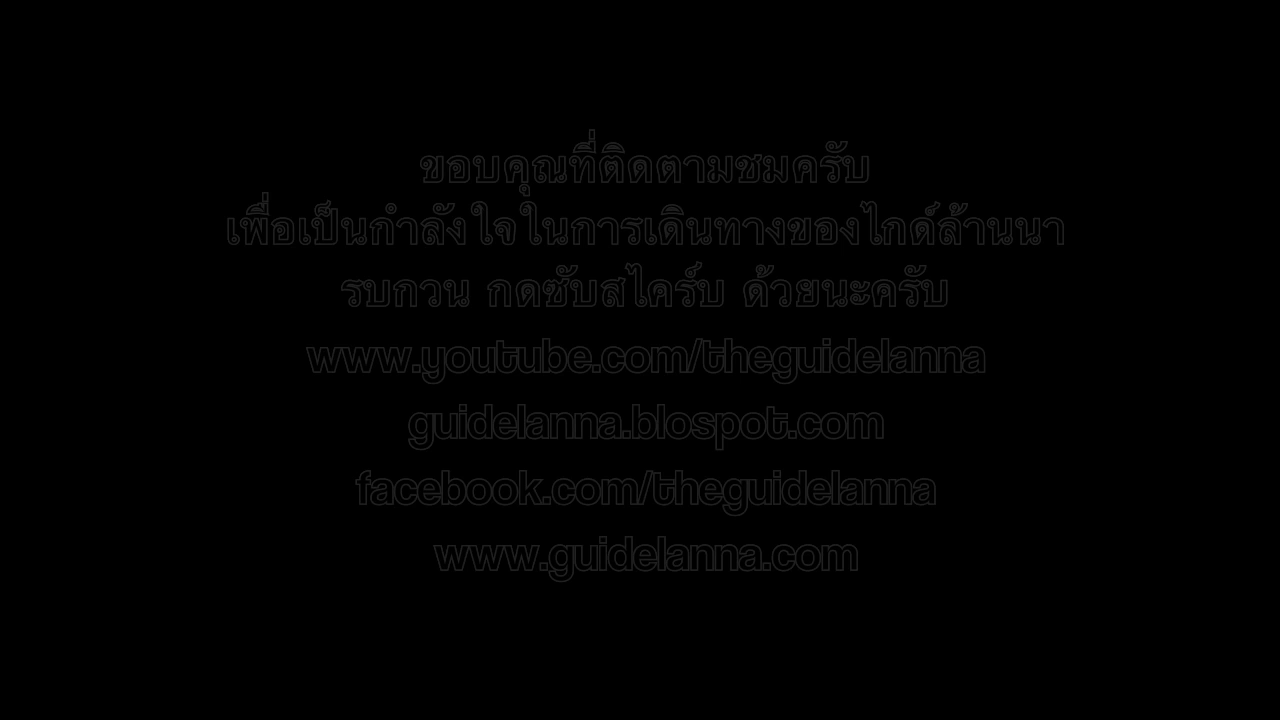 ขอบคุณที่ติดตามชมครับ
เพื่อเป็นกำลังใจในการเดินทางของไกด์ล้านนา
รบกวน กดซับสไคร์บ ด้วยนะครับ
www.youtube.com/theguidelanna
guidelanna.blospot.com
facebook.com/theguidelanna
www.guidelanna.com